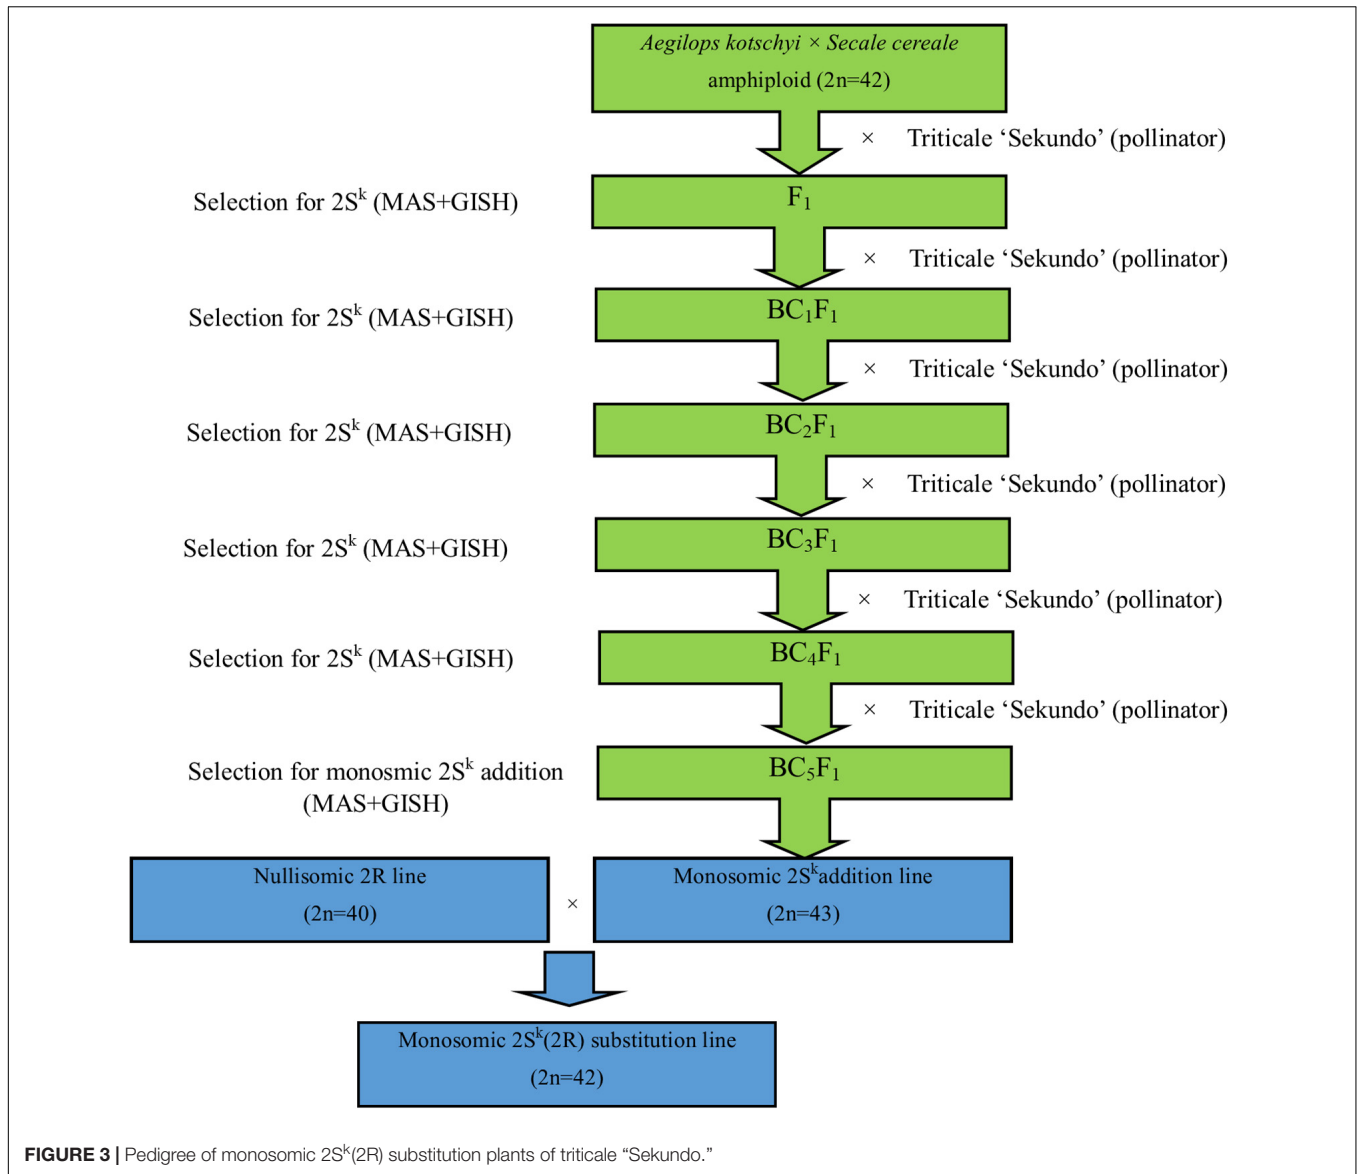 Aegilops kotschyi × Secale cereale
amphiploid (2n=42)
× Triticale ‘Sekundo’ (pollinator)
Selection for 2Sᵏ (MAS+GISH)
F₁
× Triticale ‘Sekundo’ (pollinator)
Selection for 2Sᵏ (MAS+GISH)
BC₁F₁
× Triticale ‘Sekundo’ (pollinator)
Selection for 2Sᵏ (MAS+GISH)
BC₂F₁
× Triticale ‘Sekundo’ (pollinator)
Selection for 2Sᵏ (MAS+GISH)
BC₃F₁
× Triticale ‘Sekundo’ (pollinator)
Selection for 2Sᵏ (MAS+GISH)
BC₄F₁
× Triticale ‘Sekundo’ (pollinator)
Selection for monosmic 2Sᵏ addition
(MAS+GISH)
BC₅F₁
Nullisomic 2R line
(2n=40)
×
Monosomic 2Sᵏaddition line
(2n=43)
Monosomic 2Sᵏ(2R) substitution line
(2n=42)
FIGURE 3 | Pedigree of monosomic 2Sᵏ(2R) substitution plants of triticale “Sekundo.”